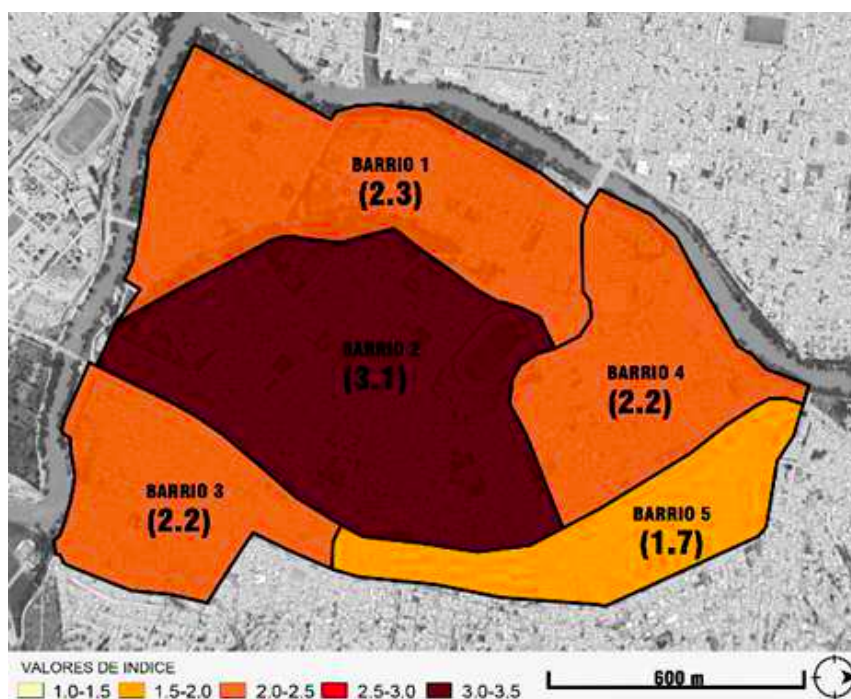 BARRIO 1
(2.3)
BARRIO 2
(3.1)
BARRIO 4
(2.2)
BARRIO 3
(2.2)
BARRIO 5
(1.7)
VALORES DE INDICE
1.0-1.5 1.5-2.0 2.0-2.5 2.5-3.0 3.0-3.5
600 m